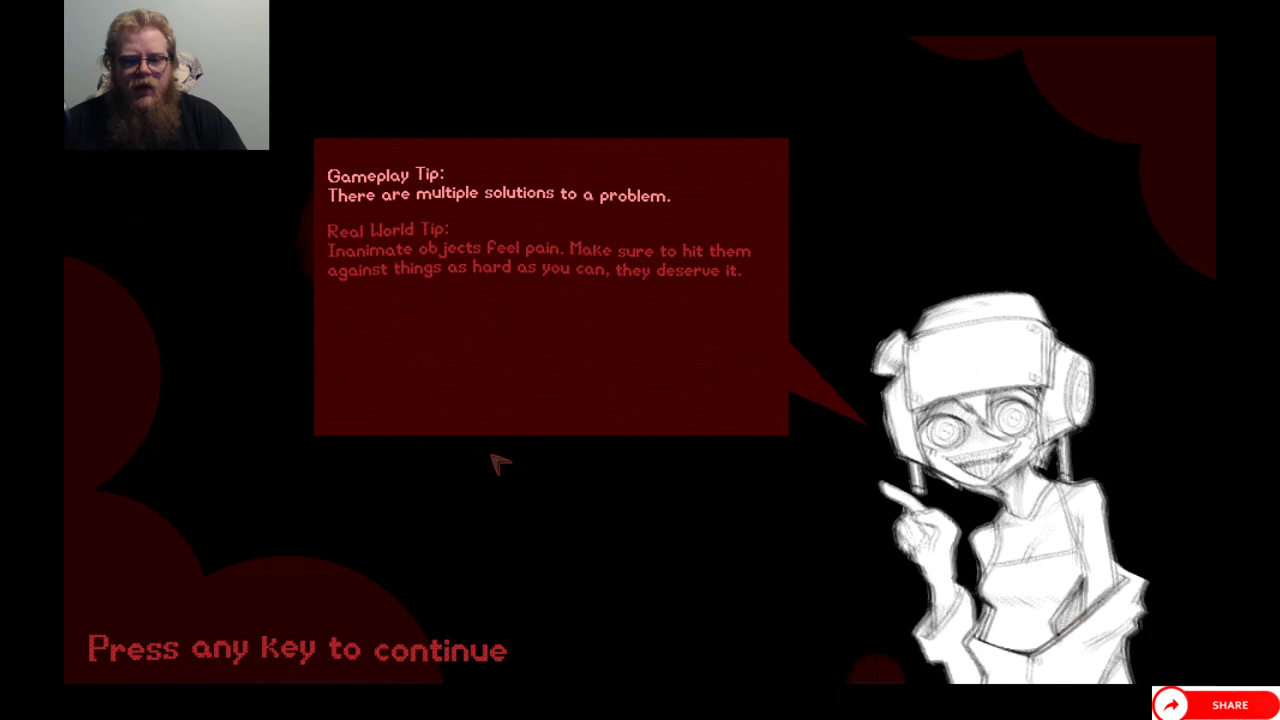 Gameplay Tip:
There are multiple solutions to a problem.
Real World Tip:
Inanimate objects feel pain. Make sure to hit them
against things as hard as you can, they deserve it.
Press any key to continue
SHARE